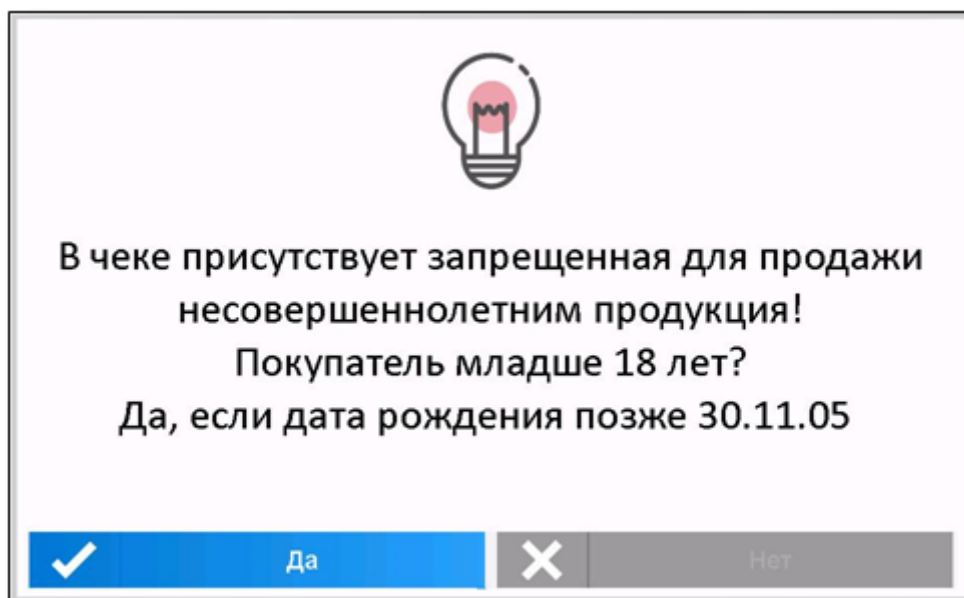 В чеке присутствует запрещенная для продажи
несовершеннолетним продукция!
Покупатель младше 18 лет?
Да, если дата рождения позже 30.11.05
Да
Нет